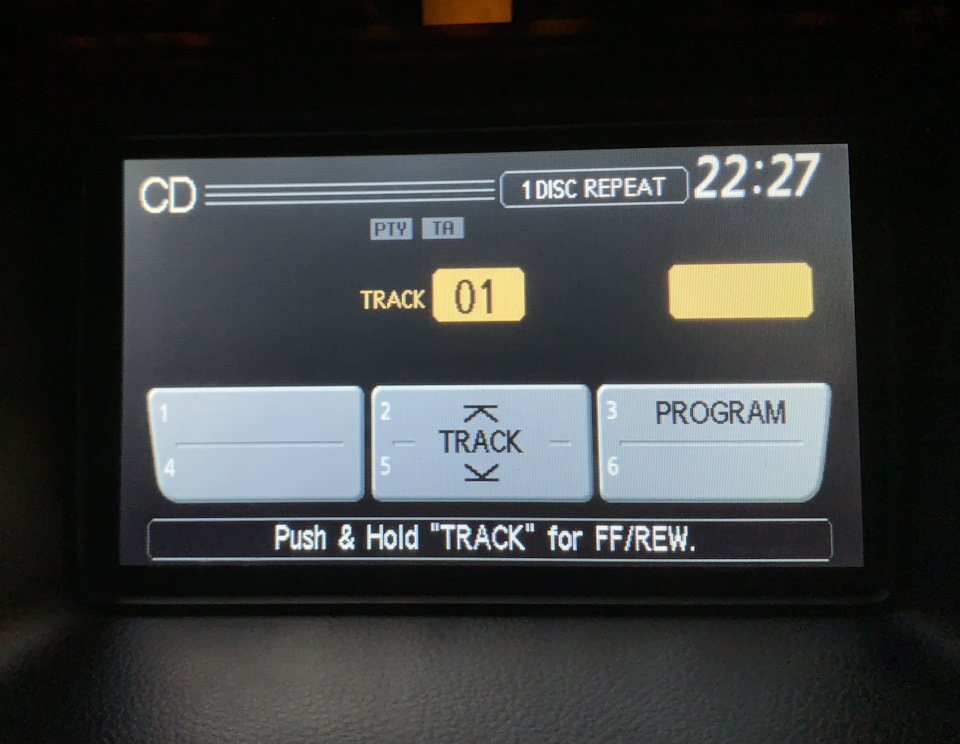 CD 1 DISC REPEAT 22:27
PTY TA
TRACK 01
1 2 3 PROGRAM
TRACK
4 5 6
Push & Hold "TRACK" for FF/REW.